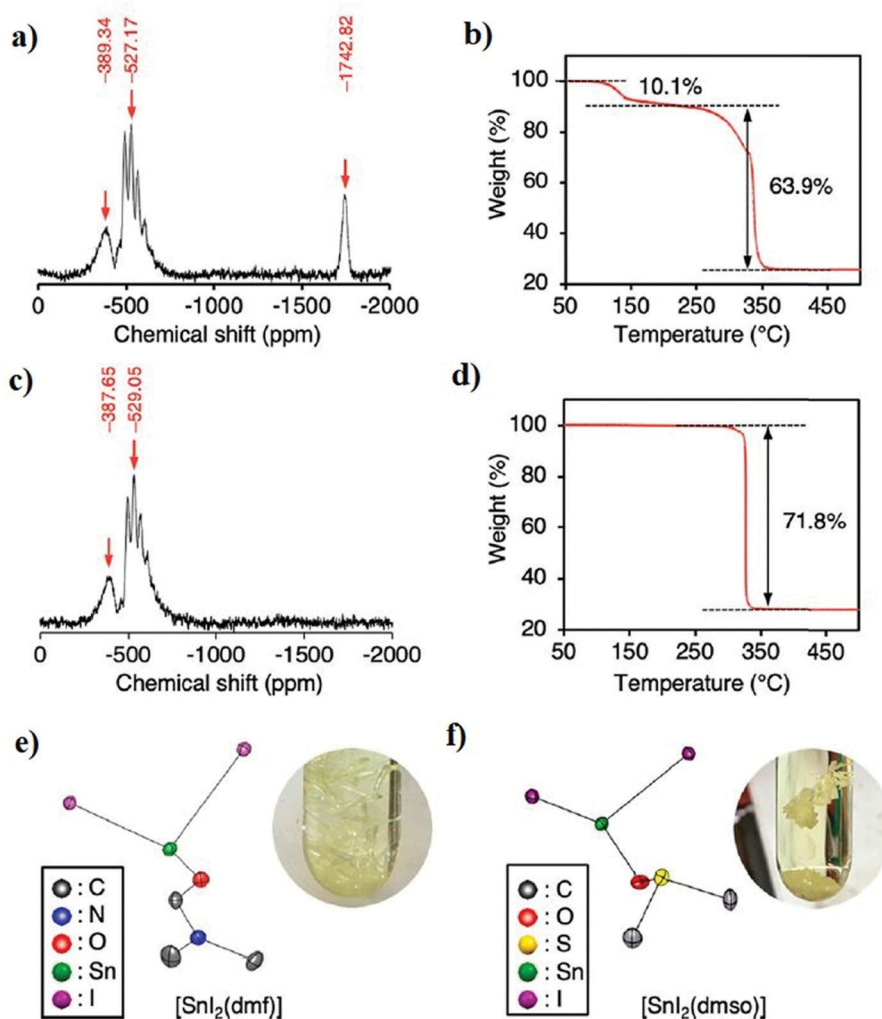 a)
−389.34
−527.17
−1742.82
0 -500 -1000 -1500 -2000
Chemical shift (ppm)
b)
100
80
60
40
20
10.1%
63.9%
50 150 250 350 450
Weight (%)
Temperature (°C)
c)
−387.65
−529.05
0 -500 -1000 -1500 -2000
Chemical shift (ppm)
d)
100
80
60
40
20
71.8%
50 150 250 350 450
Weight (%)
Temperature (°C)
e)
: C
: N
: O
: Sn
: I
[SnI₂(dmf)]
f)
: C
: O
: S
: Sn
: I
[SnI₂(dmso)]